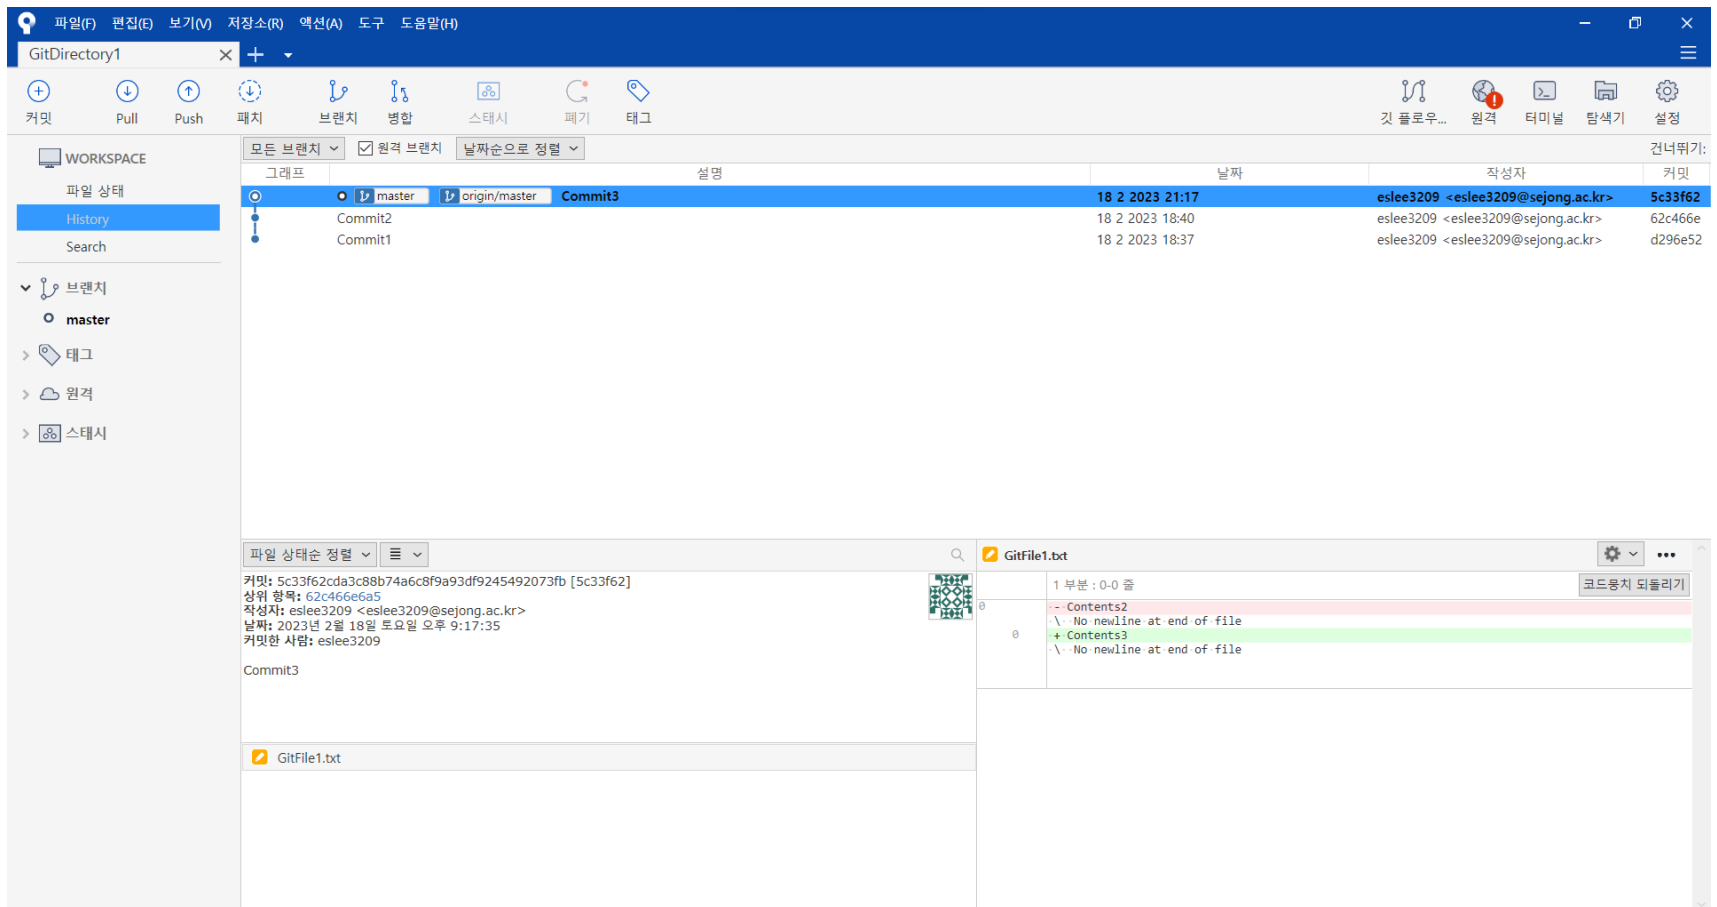 파일(F) 편집(E) 보기(V) 저장소(R) 액션(A) 도구 도움말(H)
GitDirectory1
커밋 Pull Push 패치 브랜치 병합 스태시 폐기 태그 깃 플로우... 원격 터미널 탐색기 설정
WORKSPACE
파일 상태
History
Search
브랜치
master
태그
원격
스태시
모든 브랜치 원격 브랜치 날짜순으로 정렬 건너뛰기:
그래프 설명 날짜 작성자 커밋
master origin/master Commit3 18 2 2023 21:17 eslee3209 <eslee3209@sejong.ac.kr> 5c33f62
Commit2 18 2 2023 18:40 eslee3209 <eslee3209@sejong.ac.kr> 62c466e
Commit1 18 2 2023 18:37 eslee3209 <eslee3209@sejong.ac.kr> d296e52
파일 상태순 정렬
커밋: 5c33f62cda3c88b74a6c8f9a93df9245492073fb [5c33f62]
상위 항목: 62c466e6a5
작성자: eslee3209 <eslee3209@sejong.ac.kr>
날짜: 2023년 2월 18일 토요일 오후 9:17:35
커밋한 사람: eslee3209
Commit3
GitFile1.txt
GitFile1.txt
1 부분 : 0-0 줄 코드뭉치 되돌리기
0 - Contents2
\ No newline at end of file
0 + Contents3
\ No newline at end of file